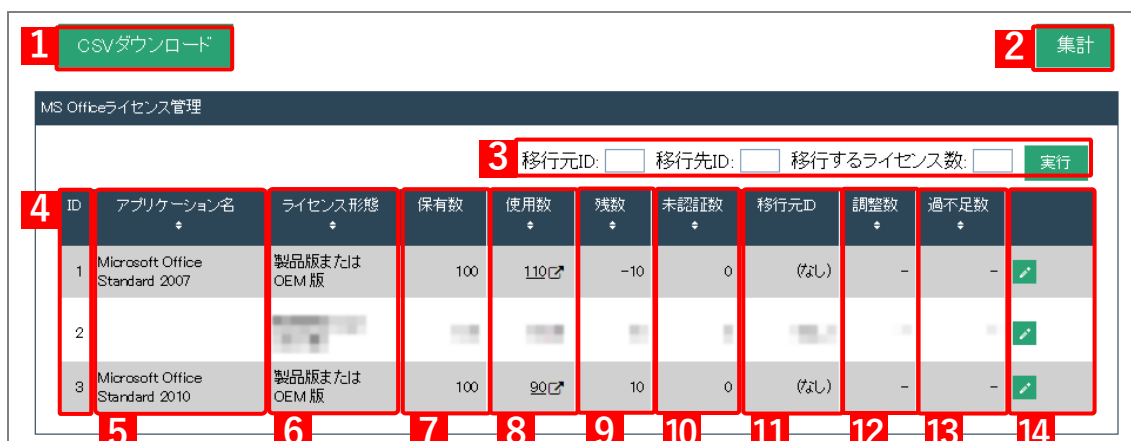 1 CSVダウンロード 2 集計
MS Officeライセンス管理
3 移行元ID: 移行先ID: 移行するライセンス数: 実行
4 ID アプリケーション名 ライセンス形態 保有数 使用数 残数 未認証数 移行元ID 調整数 過不足数
1 Microsoft Office Standard 2007 製品版または OEM 版 100 110 -10 0 (なし) - -
2
3 Microsoft Office Standard 2010 製品版または OEM 版 100 90 10 0 (なし) - -
5 6 7 8 9 10 11 12 13 14